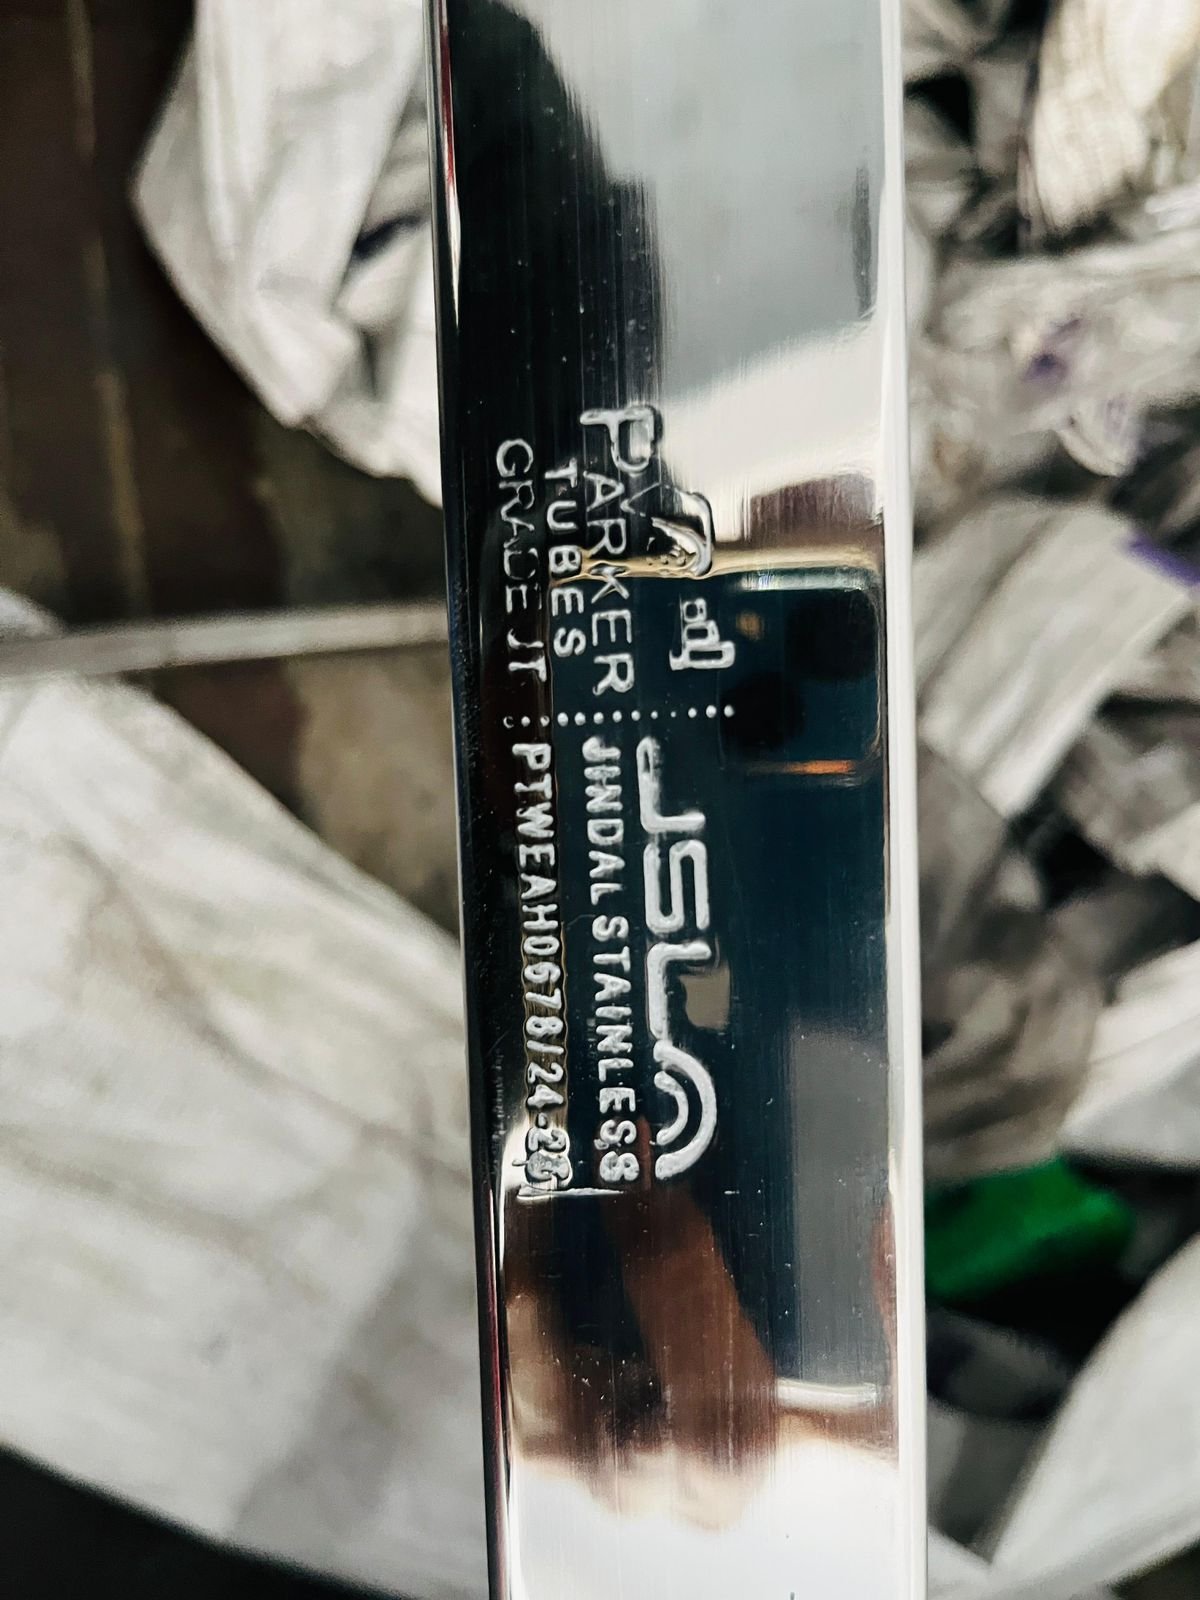 PARKER
TUBES
GRADE JT
JSL
JINDAL STAINLESS
PTWEAH0678/24-25